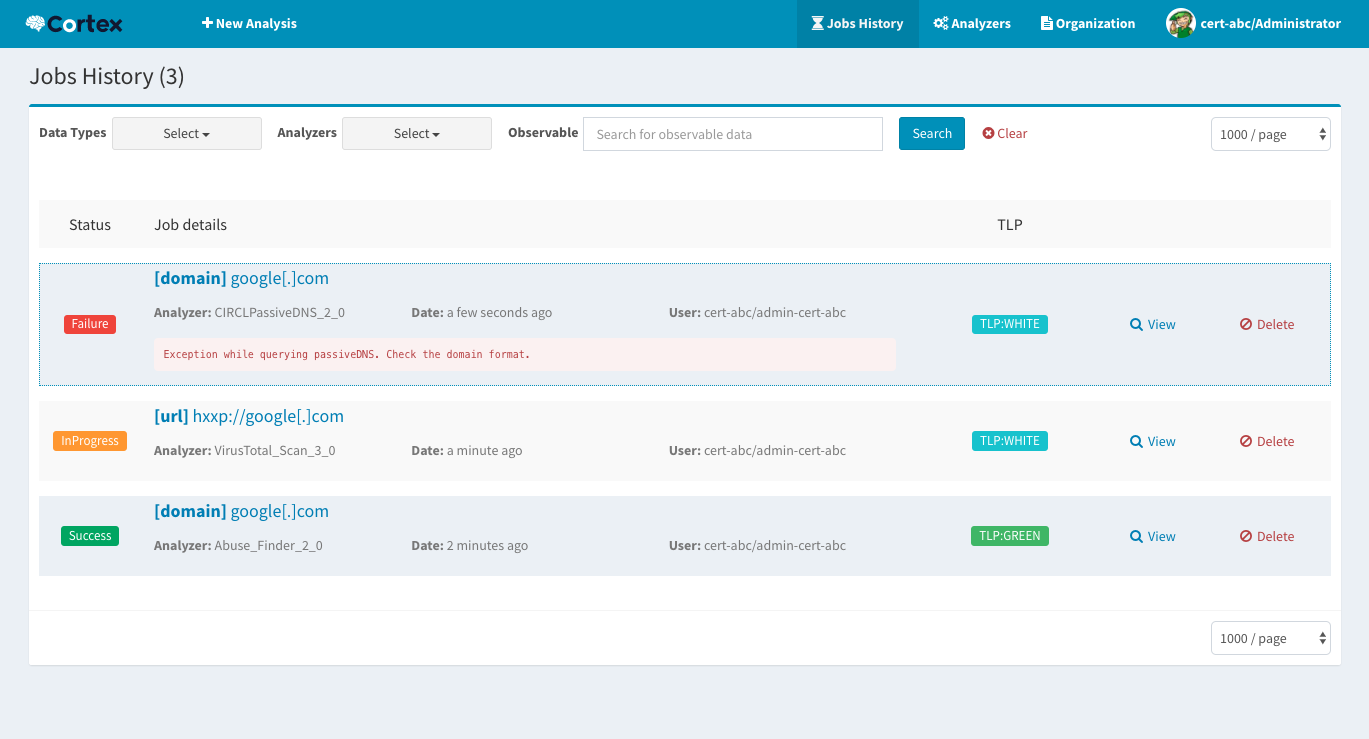 Cortex New Analysis Jobs History Analyzers Organization cert-abc/Administrator
Jobs History (3)
Data Types Select Analyzers Select Observable Search for observable data Search Clear 1000 / page
Status Job details TLP
[domain] google[.]com
Analyzer: CIRCLPassiveDNS_2_0 Date: a few seconds ago User: cert-abc/admin-cert-abc
Failure TLP:WHITE View Delete
Exception while querying passiveDNS. Check the domain format.
[url] hxxp://google[.]com
InProgress TLP:WHITE View Delete
Analyzer: VirusTotal_Scan_3_0 Date: a minute ago User: cert-abc/admin-cert-abc
[domain] google[.]com
Success TLP:GREEN View Delete
Analyzer: Abuse_Finder_2_0 Date: 2 minutes ago User: cert-abc/admin-cert-abc
1000 / page